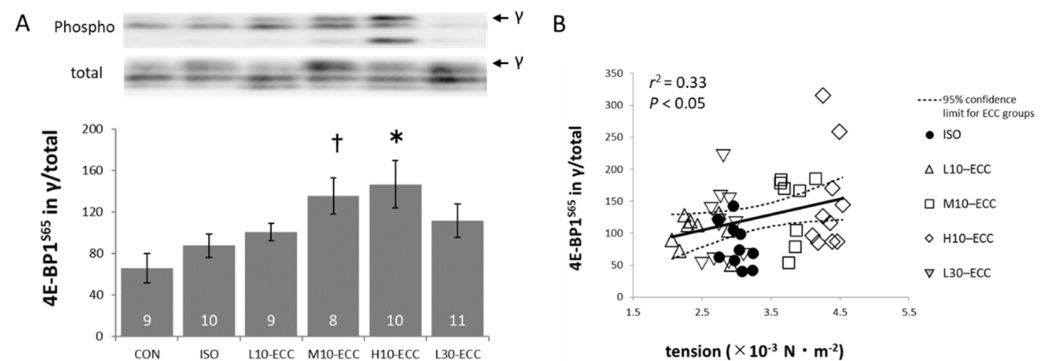 A
Phospho
γ
total
γ
4E-BP1S65 in γ/total
200
160
120
80
40
0
†
*
9
10
9
8
10
11
CON
ISO
L10-ECC
M10-ECC
H10-ECC
L30-ECC
B
4E-BP1S65 in γ/total
350
300
250
200
150
100
50
0
r2 = 0.33
P < 0.05
1.5
2.5
3.5
4.5
5.5
tension (×10-3 N・m-2)
95% confidence
limit for ECC groups
ISO
L10–ECC
M10–ECC
H10–ECC
L30–ECC